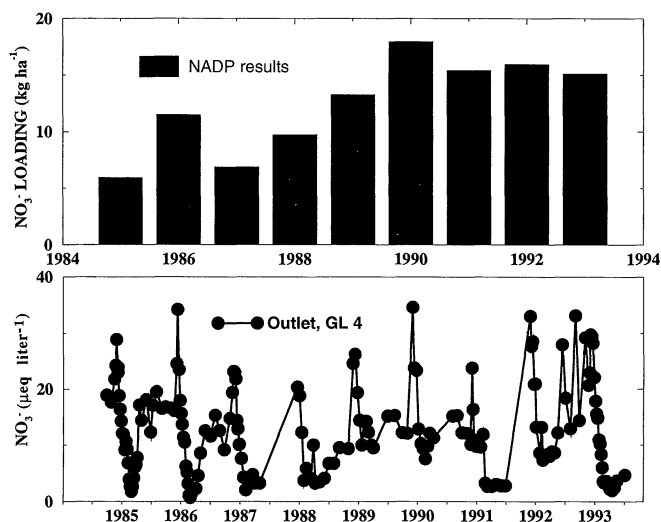 20
10
0
NO₃⁻ LOADING (kg ha⁻¹)
NADP results
1984 1986 1988 1990 1992 1994
40
20
0
NO₃⁻ (μeq liter⁻¹)
Outlet, GL 4
1985 1986 1987 1988 1989 1990 1991 1992 1993